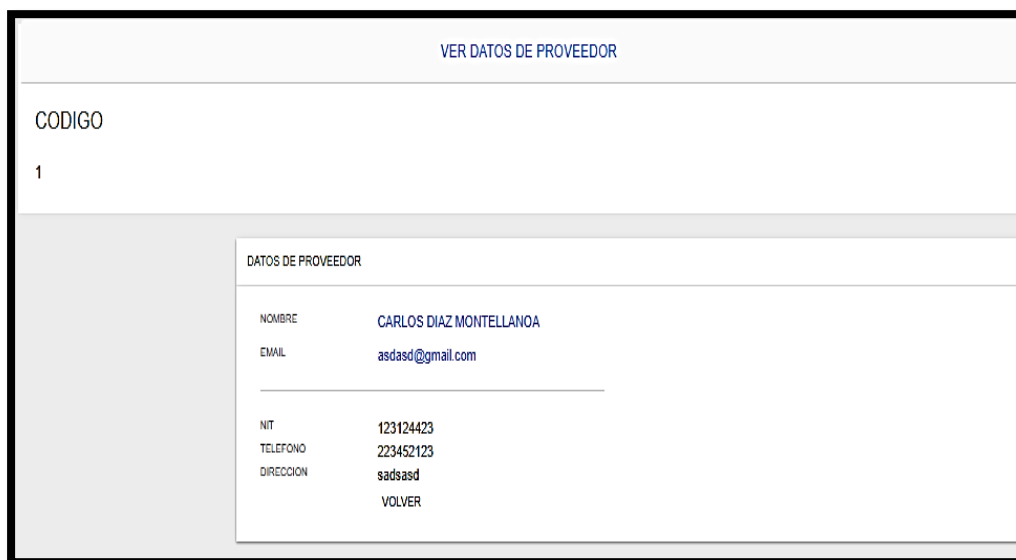 VER DATOS DE PROVEEDOR
CODIGO
1
DATOS DE PROVEEDOR
NOMBRE CARLOS DIAZ MONTELLANOA
EMAIL asdasd@gmail.com
NIT 123124423
TELEFONO 223452123
DIRECCION sadsasd
VOLVER